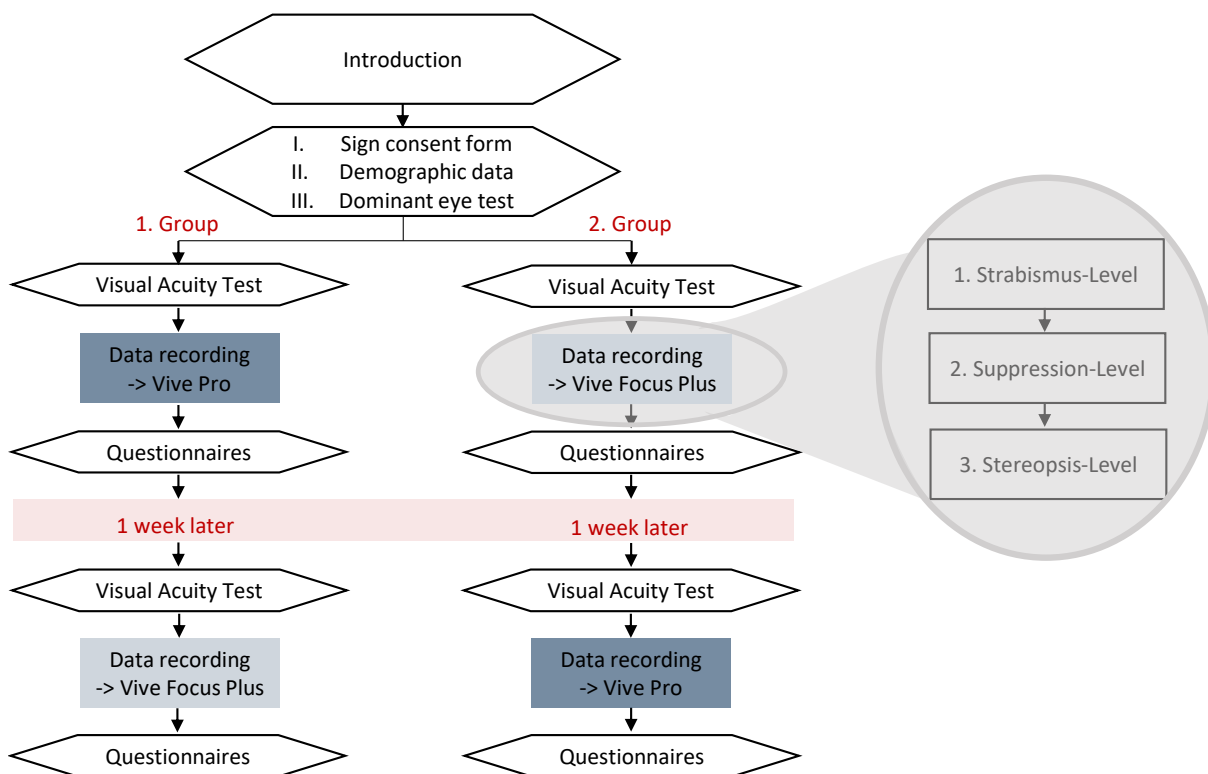 Introduction
I. Sign consent form
II. Demographic data
III. Dominant eye test
1. Group
2. Group
Visual Acuity Test
Visual Acuity Test
Data recording
-> Vive Pro
Data recording
-> Vive Focus Plus
Questionnaires
Questionnaires
1 week later
1 week later
Visual Acuity Test
Visual Acuity Test
Data recording
-> Vive Focus Plus
Data recording
-> Vive Pro
Questionnaires
Questionnaires
1. Strabismus-Level
2. Suppression-Level
3. Stereopsis-Level